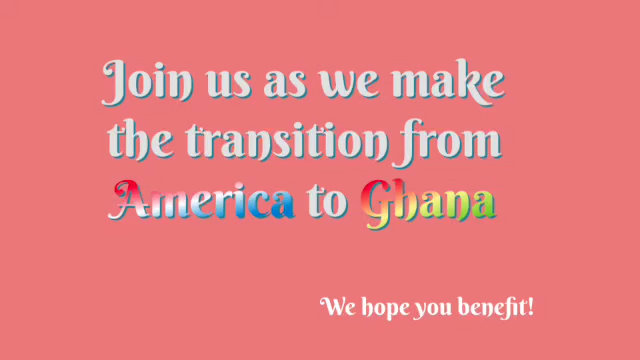 Join us as we make
the transition from
America to Ghana
We hope you benefit!